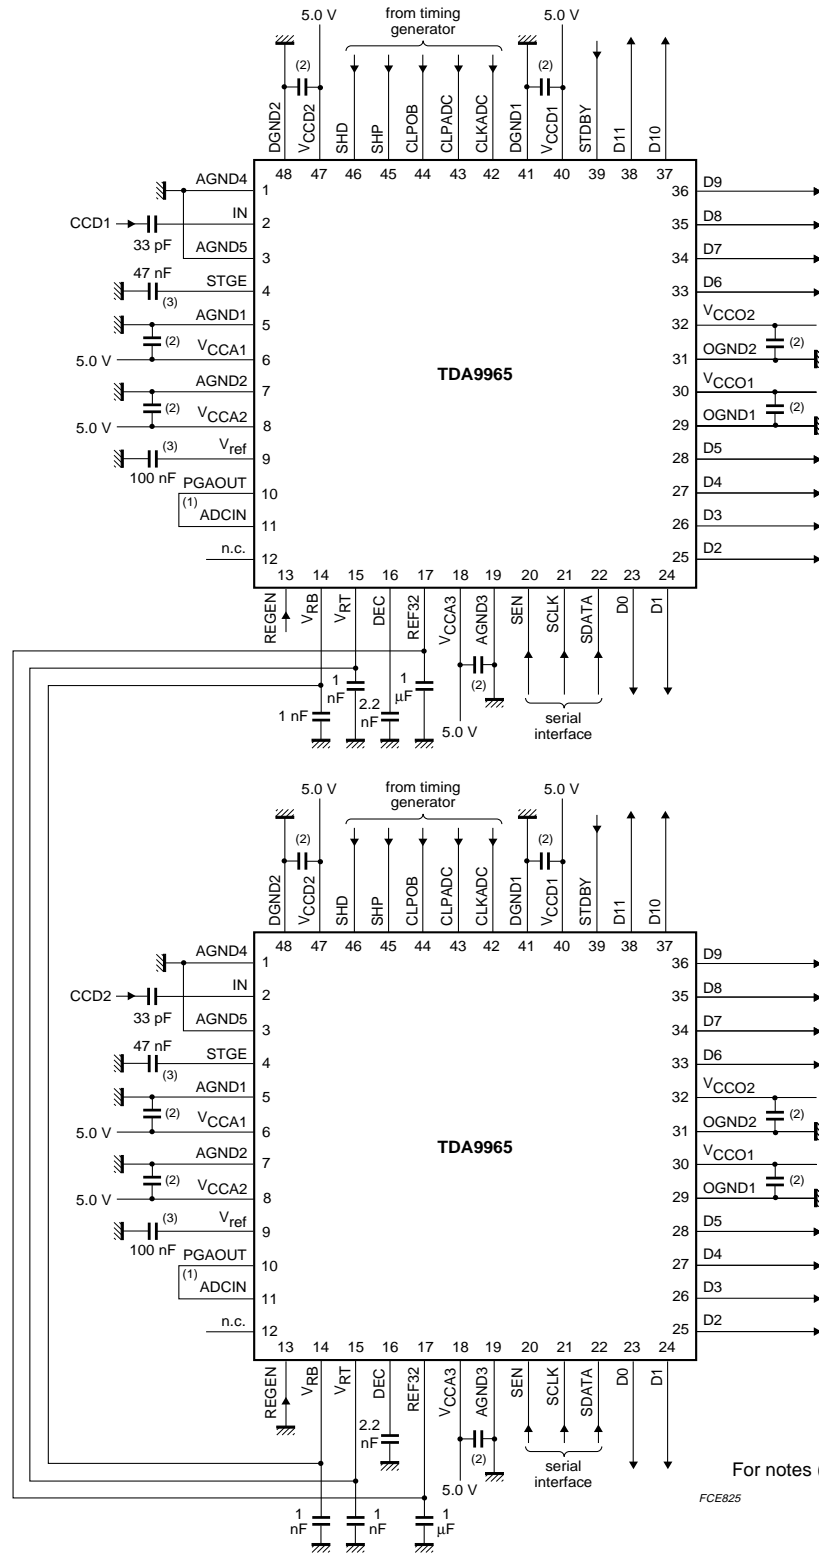 5.0 V
from timing
generator
5.0 V
(2)
(2)
DGND2
VCCD2
SHD
SHP
CLPOB
CLPADC
CLKADC
DGND1
VCCD1
STDBY
D11
D10
48 47 46 45 44 43 42 41 40 39 38 37
AGND4 1
CCD1 IN 2
33 pF
AGND5 3
47 nF STGE 4
(3)
AGND1 5
(2)
5.0 V VCCA1 6
AGND2 7
(2)
5.0 V VCCA2 8
(3) Vref 9
100 nF
PGAOUT 10
(1)
ADCIN 11
n.c. 12
TDA9965
36 D9
35 D8
34 D7
33 D6
32 VCCO2
(2)
31 OGND2
30 VCCO1
(2)
29 OGND1
28 D5
27 D4
26 D3
25 D2
13 14 15 16 17 18 19 20 21 22 23 24
REGEN
VRB
VRT
DEC
REF32
VCCA3
AGND3
SEN
SCLK
SDATA
D0
D1
1 nF
1
nF
2.2
nF
1
μF
(2)
5.0 V
serial
interface
5.0 V
from timing
generator
5.0 V
(2)
(2)
DGND2
VCCD2
SHD
SHP
CLPOB
CLPADC
CLKADC
DGND1
VCCD1
STDBY
D11
D10
48 47 46 45 44 43 42 41 40 39 38 37
AGND4 1
CCD2 IN 2
33 pF
AGND5 3
47 nF STGE 4
(3)
AGND1 5
(2)
5.0 V VCCA1 6
AGND2 7
(2)
5.0 V VCCA2 8
(3) Vref 9
100 nF
PGAOUT 10
(1)
ADCIN 11
n.c. 12
TDA9965
36 D9
35 D8
34 D7
33 D6
32 VCCO2
(2)
31 OGND2
30 VCCO1
(2)
29 OGND1
28 D5
27 D4
26 D3
25 D2
13 14 15 16 17 18 19 20 21 22 23 24
REGEN
VRB
VRT
DEC
REF32
VCCA3
AGND3
SEN
SCLK
SDATA
D0
D1
2.2
nF
(2)
5.0 V
serial
interface
For notes (
FCE825
1
nF
1
nF
1
μF